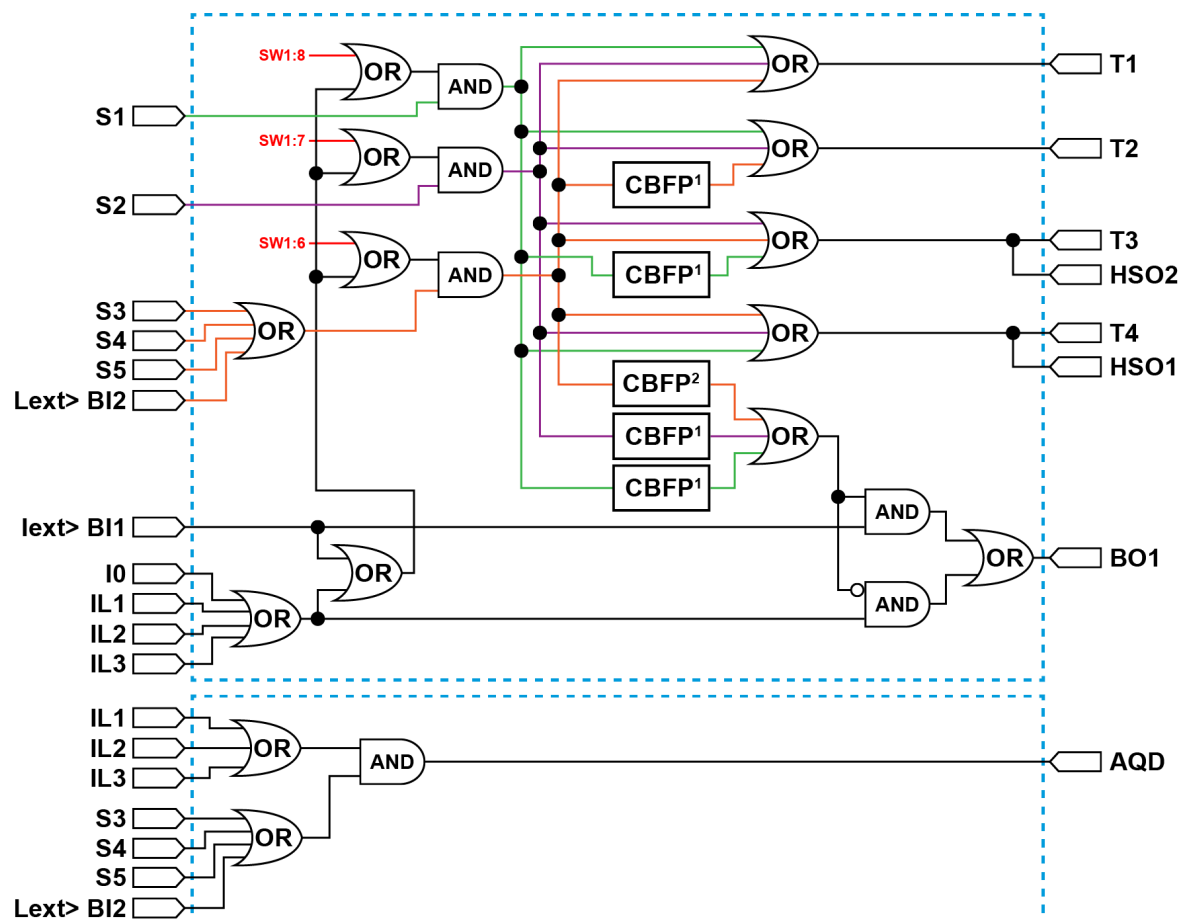 SW1:8
OR
AND
OR
T1
S1
SW1:7
OR
AND
OR
T2
CBFP¹
S2
SW1:6
OR
AND
OR
T3
CBFP¹
HSO2
S3
S4
S5
Lext> BI2
OR
OR
T4
HSO1
CBFP²
CBFP¹
CBFP¹
OR
Iext> BI1
AND
OR
I0
IL1
IL2
IL3
OR
AND
OR
BO1
IL1
IL2
IL3
OR
AND
AQD
S3
S4
S5
Lext> BI2
OR